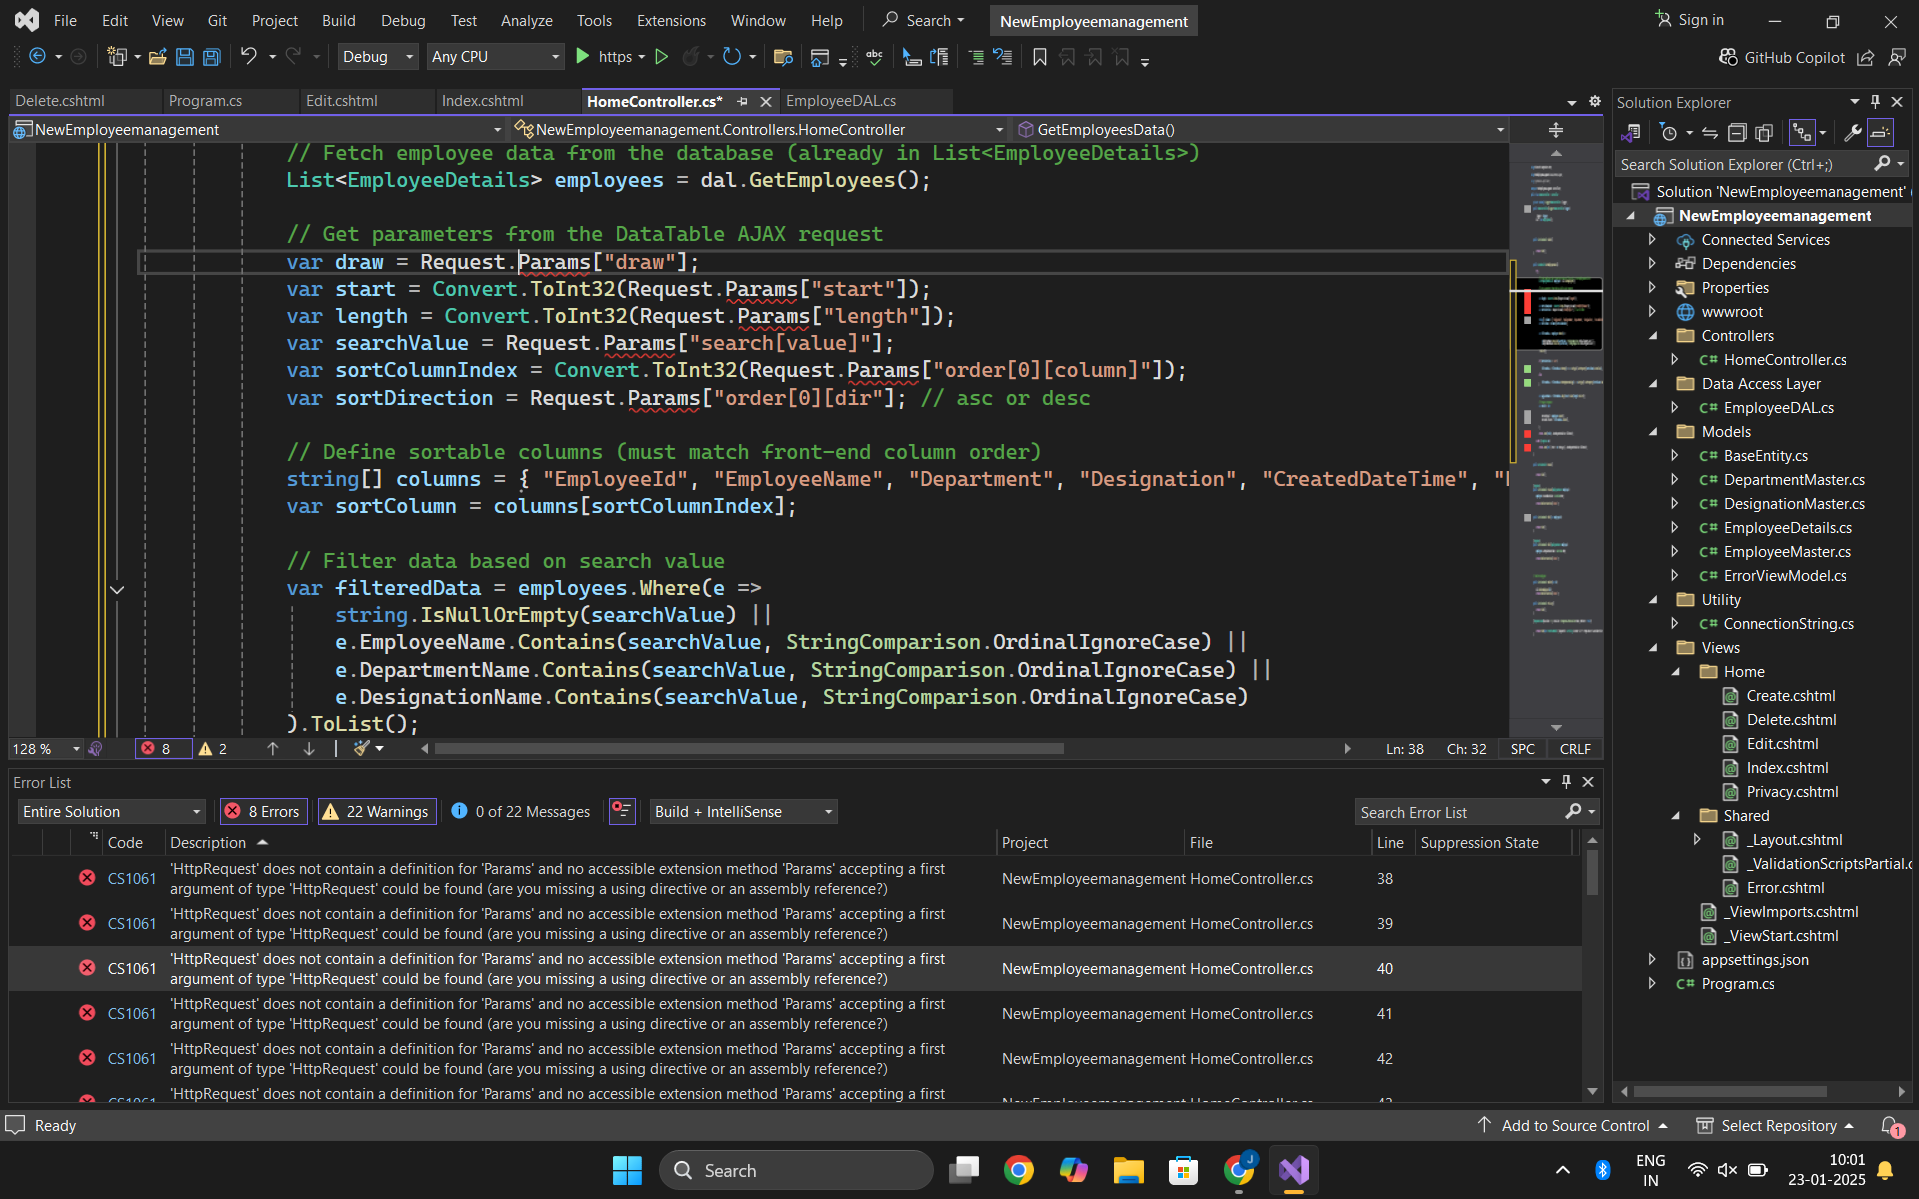 File Edit View Git Project Build Debug Test Analyze Tools Extensions Window Help Search NewEmployeemanagement Sign in
Debug Any CPU https GitHub Copilot
Delete.cshtml Program.cs Edit.cshtml Index.cshtml HomeController.cs* EmployeeDAL.cs
NewEmployeemanagement NewEmployeemanagement.Controllers.HomeController GetEmployeesData()
// Fetch employee data from the database (already in List<EmployeeDetails>)
List<EmployeeDetails> employees = dal.GetEmployees();
// Get parameters from the DataTable AJAX request
var draw = Request.Params["draw"];
var start = Convert.ToInt32(Request.Params["start"]);
var length = Convert.ToInt32(Request.Params["length"]);
var searchValue = Request.Params["search[value]"];
var sortColumnIndex = Convert.ToInt32(Request.Params["order[0][column]"]);
var sortDirection = Request.Params["order[0][dir"]; // asc or desc
// Define sortable columns (must match front-end column order)
string[] columns = { "EmployeeId", "EmployeeName", "Department", "Designation", "CreatedDateTime", "
var sortColumn = columns[sortColumnIndex];
// Filter data based on search value
var filteredData = employees.Where(e =>
string.IsNullOrEmpty(searchValue) ||
e.EmployeeName.Contains(searchValue, StringComparison.OrdinalIgnoreCase) ||
e.DepartmentName.Contains(searchValue, StringComparison.OrdinalIgnoreCase) ||
e.DesignationName.Contains(searchValue, StringComparison.OrdinalIgnoreCase)
).ToList();
128 % 8 2 Ln: 38 Ch: 32 SPC CRLF
Error List
Entire Solution 8 Errors 22 Warnings 0 of 22 Messages Build + IntelliSense Search Error List
Code Description Project File Line Suppression State
CS1061 'HttpRequest' does not contain a definition for 'Params' and no accessible extension method 'Params' accepting a first
argument of type 'HttpRequest' could be found (are you missing a using directive or an assembly reference?) NewEmployeemanagement HomeController.cs 38
CS1061 'HttpRequest' does not contain a definition for 'Params' and no accessible extension method 'Params' accepting a first
argument of type 'HttpRequest' could be found (are you missing a using directive or an assembly reference?) NewEmployeemanagement HomeController.cs 39
CS1061 'HttpRequest' does not contain a definition for 'Params' and no accessible extension method 'Params' accepting a first
argument of type 'HttpRequest' could be found (are you missing a using directive or an assembly reference?) NewEmployeemanagement HomeController.cs 40
CS1061 'HttpRequest' does not contain a definition for 'Params' and no accessible extension method 'Params' accepting a first
argument of type 'HttpRequest' could be found (are you missing a using directive or an assembly reference?) NewEmployeemanagement HomeController.cs 41
CS1061 'HttpRequest' does not contain a definition for 'Params' and no accessible extension method 'Params' accepting a first
argument of type 'HttpRequest' could be found (are you missing a using directive or an assembly reference?) NewEmployeemanagement HomeController.cs 42
'HttpRequest' does not contain a definition for 'Params' and no accessible extension method 'Params' accepting a first
Solution Explorer
Search Solution Explorer (Ctrl+;)
Solution 'NewEmployeemanagement' (
NewEmployeemanagement
Connected Services
Dependencies
Properties
wwwroot
Controllers
C# HomeController.cs
Data Access Layer
C# EmployeeDAL.cs
Models
C# BaseEntity.cs
C# DepartmentMaster.cs
C# DesignationMaster.cs
C# EmployeeDetails.cs
C# EmployeeMaster.cs
C# ErrorViewModel.cs
Utility
C# ConnectionString.cs
Views
Home
Create.cshtml
Delete.cshtml
Edit.cshtml
Index.cshtml
Privacy.cshtml
Shared
_Layout.cshtml
_ValidationScriptsPartial.c
Error.cshtml
_ViewImports.cshtml
_ViewStart.cshtml
appsettings.json
C# Program.cs
Ready Add to Source Control Select Repository 1
Search J ENG
IN 10:01
23-01-2025